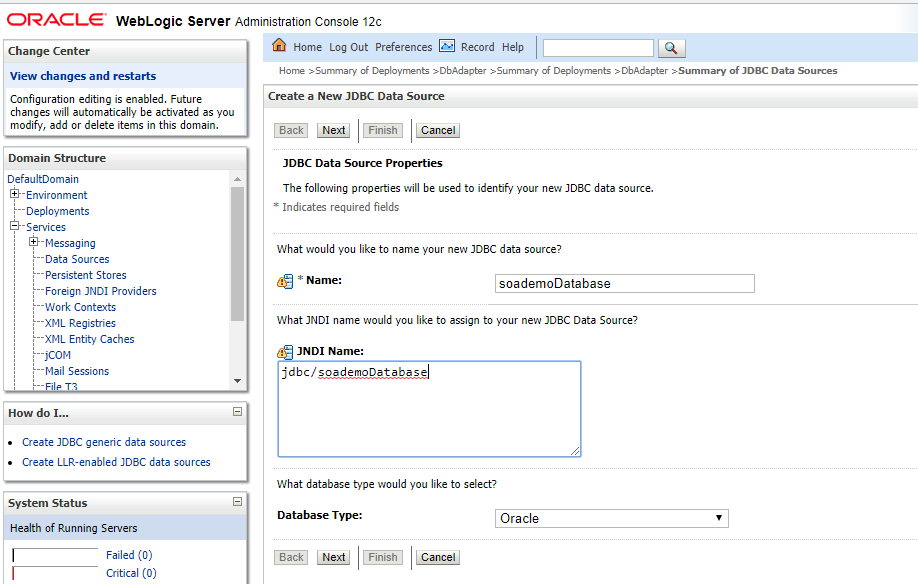 ORACLE® WebLogic Server Administration Console 12c
Change Center
View changes and restarts
Configuration editing is enabled. Future
changes will automatically be activated as you
modify, add or delete items in this domain.
Domain Structure
DefaultDomain
Environment
Deployments
Services
Messaging
Data Sources
Persistent Stores
Foreign JNDI Providers
Work Contexts
XML Registries
XML Entity Caches
jCOM
Mail Sessions
File T3
How do I...
Create JDBC generic data sources
Create LLR-enabled JDBC data sources
System Status
Health of Running Servers
Failed (0)
Critical (0)
Home Log Out Preferences Record Help
Home >Summary of Deployments >DbAdapter >Summary of Deployments >DbAdapter >Summary of JDBC Data Sources
Create a New JDBC Data Source
Back Next Finish Cancel
JDBC Data Source Properties
The following properties will be used to identify your new JDBC data source.
* Indicates required fields
What would you like to name your new JDBC data source?
* Name: soademoDatabase
What JNDI name would you like to assign to your new JDBC Data Source?
JNDI Name:
jdbc/soademoDatabase
What database type would you like to select?
Database Type: Oracle
Back Next Finish Cancel